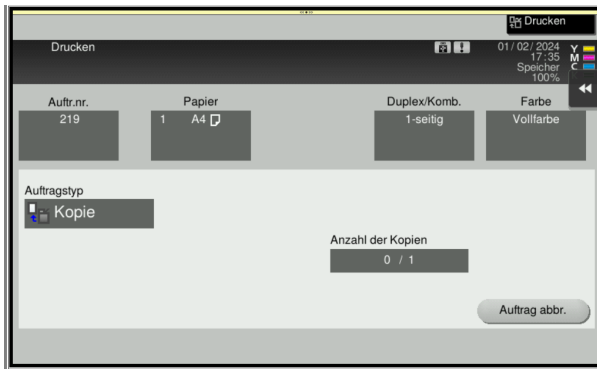 Drucken
Drucken
01/02/2024
17:35
Speicher
100%
Y
M
C
Auftr.nr.
219
Papier
1 A4
Duplex/Komb.
1-seitig
Farbe
Vollfarbe
Auftragstyp
Kopie
Anzahl der Kopien
0 / 1
Auftrag abbr.